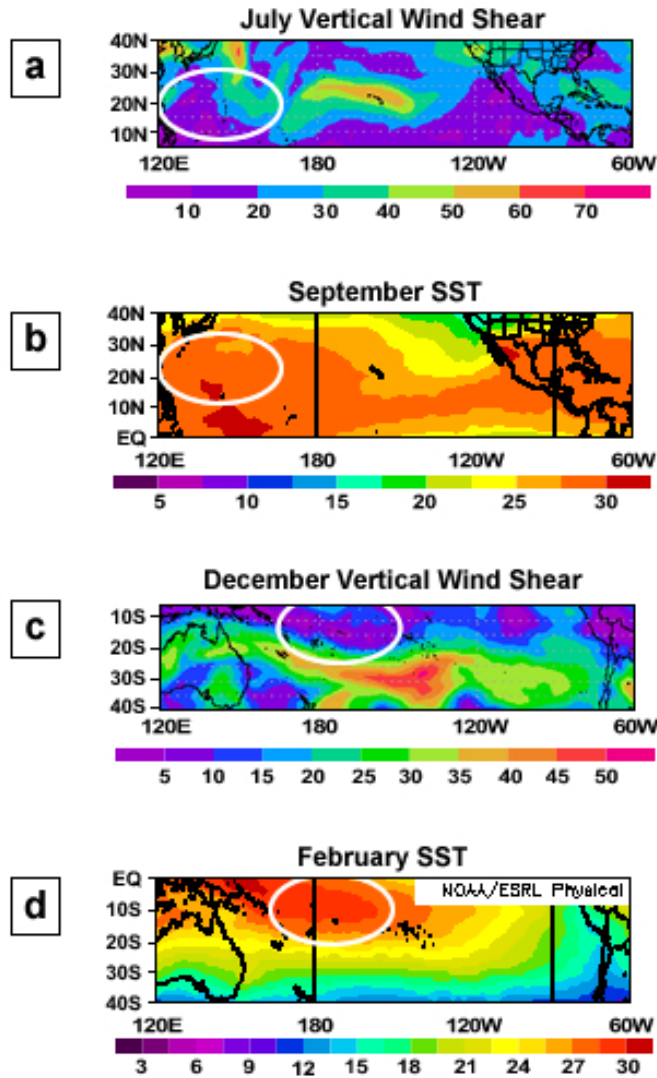 July Vertical Wind Shear
a
40N
30N
20N
10N
120E 180 120W 60W
10 20 30 40 50 60 70
September SST
b
40N
30N
20N
10N
EQ
120E 180 120W 60W
5 10 15 20 25 30
December Vertical Wind Shear
c
10S
20S
30S
40S
120E 180 120W 60W
5 10 15 20 25 30 35 40 45 50
February SST
d
EQ
NOAA/ESRL Physical
10S
20S
30S
40S
120E 180 120W 60W
3 6 9 12 15 18 21 24 27 30